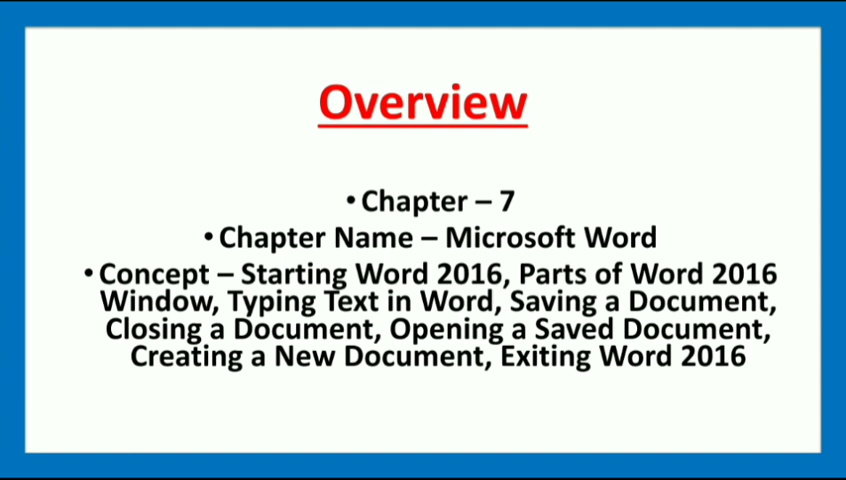 Overview
• Chapter – 7
• Chapter Name – Microsoft Word
• Concept – Starting Word 2016, Parts of Word 2016
Window, Typing Text in Word, Saving a Document,
Closing a Document, Opening a Saved Document,
Creating a New Document, Exiting Word 2016